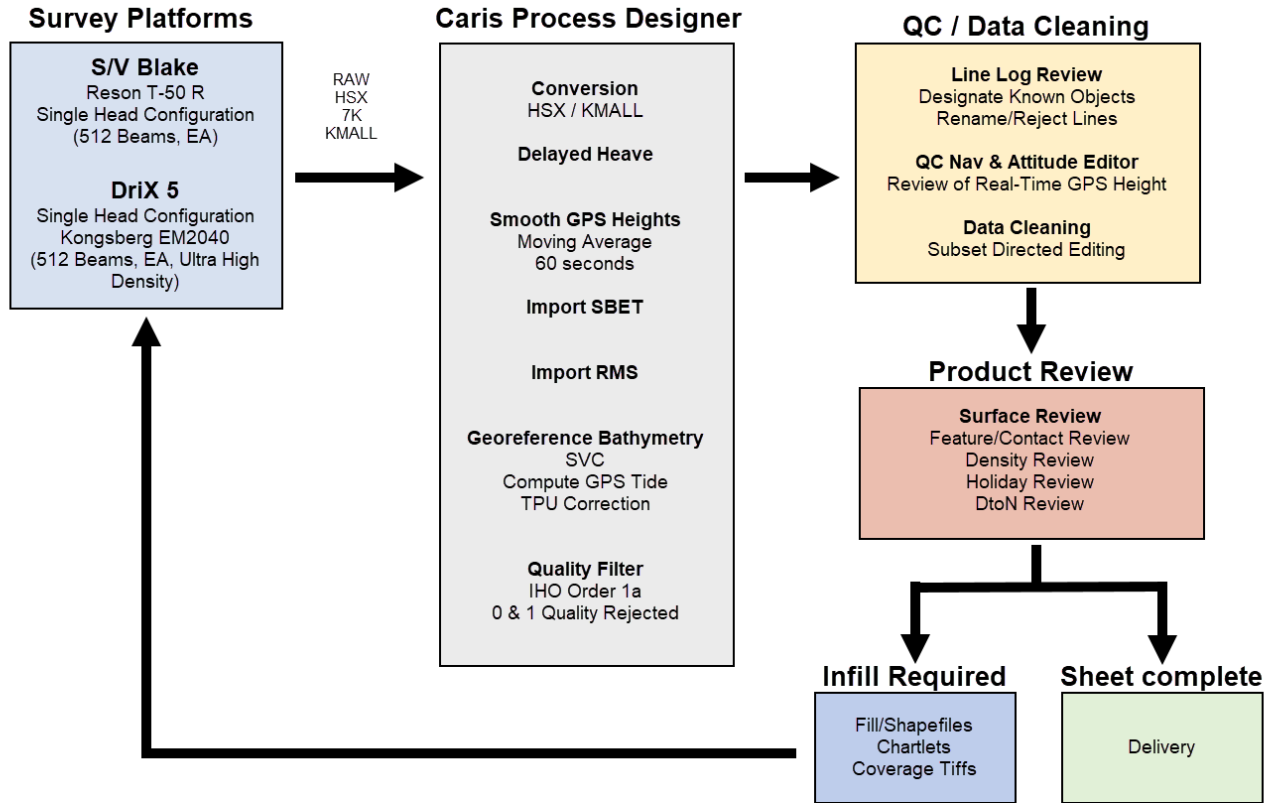 Survey Platforms
S/V Blake
Reson T-50 R
Single Head Configuration
(512 Beams, EA)
DriX 5
Single Head Configuration
Kongsberg EM2040
(512 Beams, EA, Ultra High
Density)
RAW
HSX
7K
KMALL
Caris Process Designer
Conversion
HSX / KMALL
Delayed Heave
Smooth GPS Heights
Moving Average
60 seconds
Import SBET
Import RMS
Georeference Bathymetry
SVC
Compute GPS Tide
TPU Correction
Quality Filter
IHO Order 1a
0 & 1 Quality Rejected
QC / Data Cleaning
Line Log Review
Designate Known Objects
Rename/Reject Lines
QC Nav & Attitude Editor
Review of Real-Time GPS Height
Data Cleaning
Subset Directed Editing
Product Review
Surface Review
Feature/Contact Review
Density Review
Holiday Review
DtoN Review
Infill Required
Fill/Shapefiles
Chartlets
Coverage Tiffs
Sheet complete
Delivery